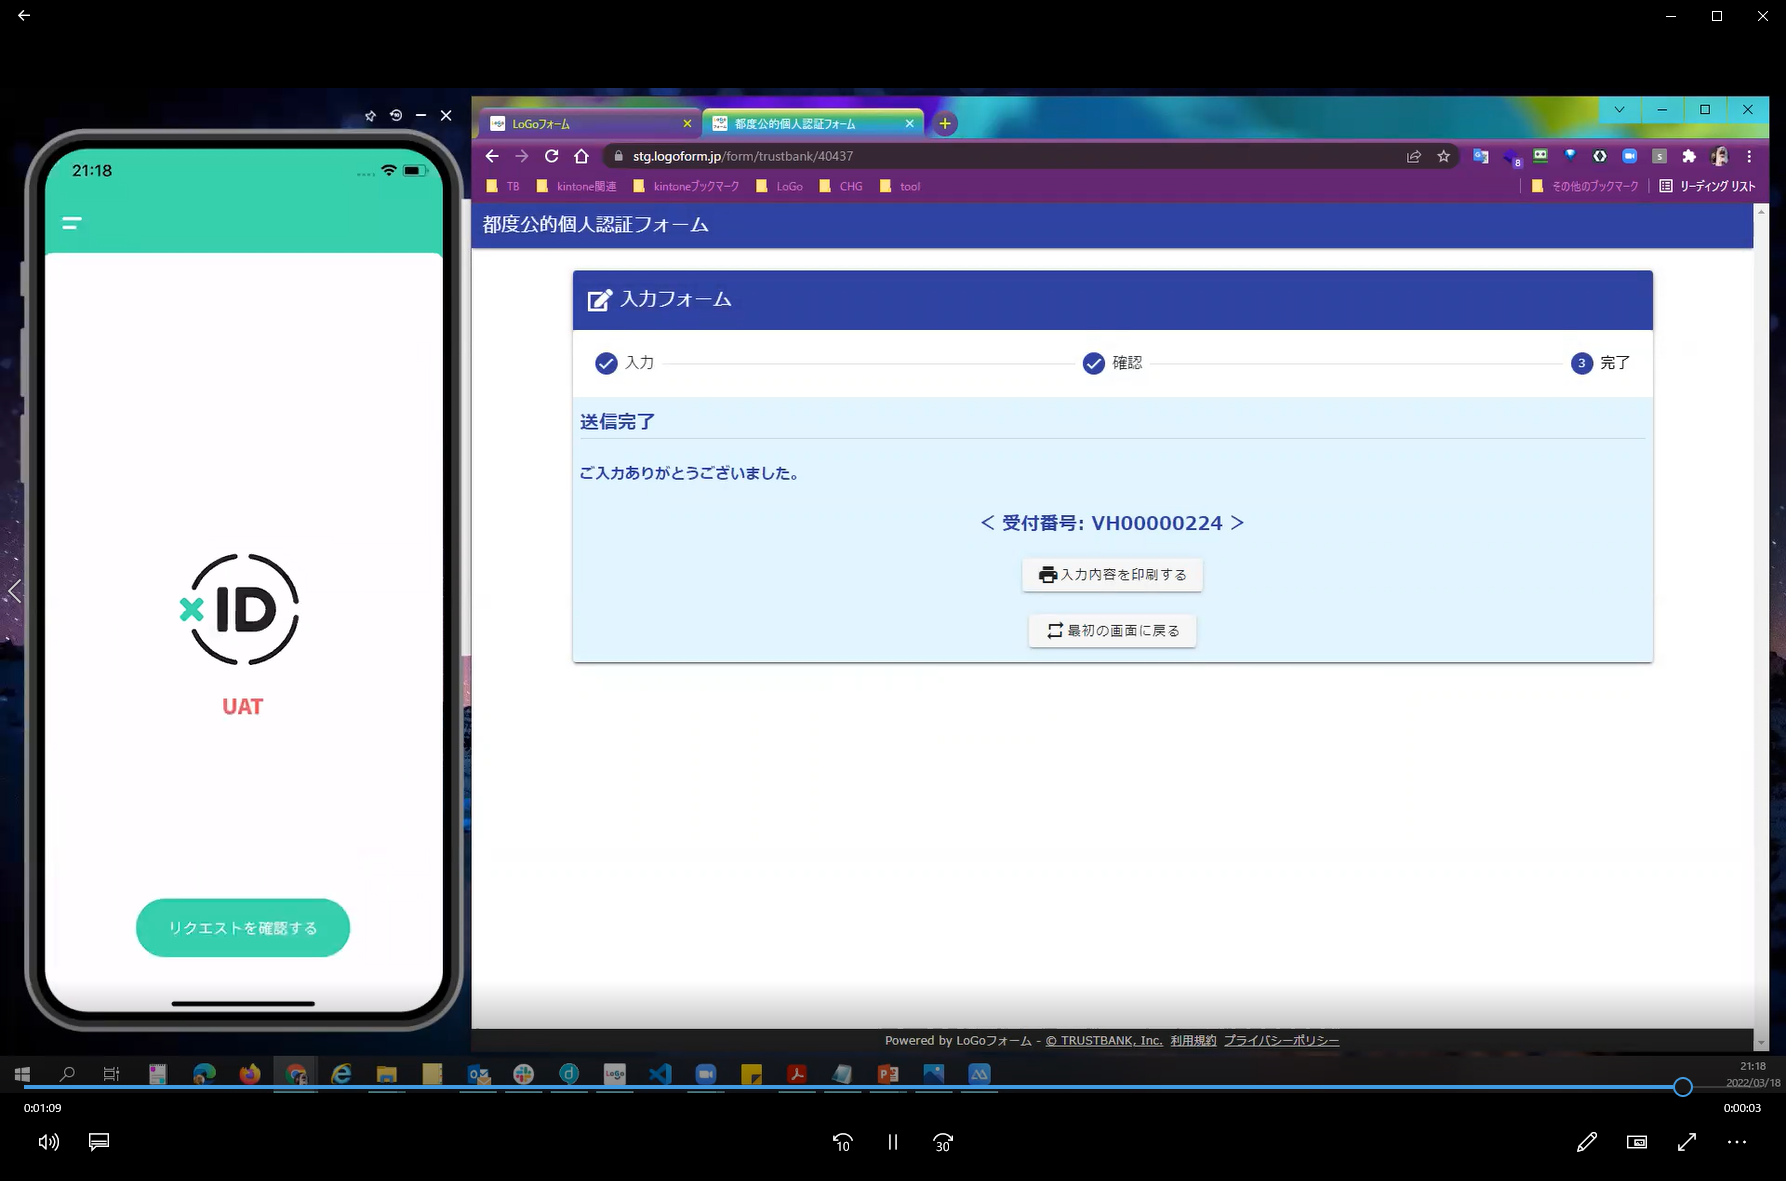 21:18
xID
UAT
リクエストを確認する
LoGoフォーム
都度公的個人認証フォーム
stg.logoform.jp/form/trustbank/40437
8
s
TB
kintone関連
kintoneブックマーク
LoGo
CHG
tool
その他のブックマーク
リーディング リスト
都度公的個人認証フォーム
入力フォーム
入力
確認
3 完了
送信完了
ご入力ありがとうございました。
＜ 受付番号: VH00000224 ＞
入力内容を印刷する
最初の画面に戻る
Powered by LoGoフォーム - © TRUSTBANK, Inc. 利用規約 プライバシーポリシー
LoGo
21:18
2022/03/18
0:01:09
0:00:03
10
30